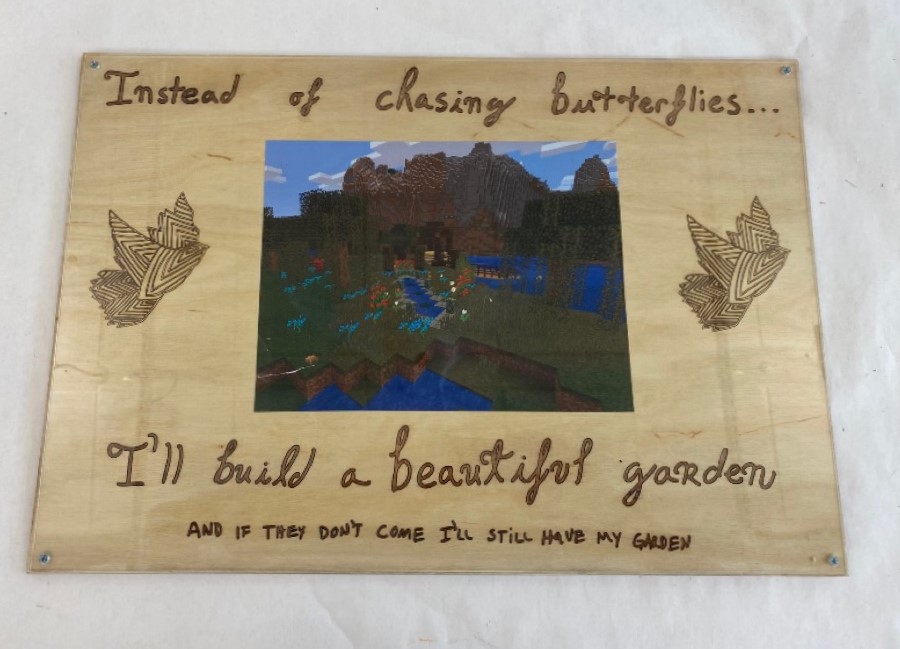 Instead of chasing butterflies...
I'll build a beautiful garden
AND IF THEY DON'T COME I'LL STILL HAVE MY GARDEN